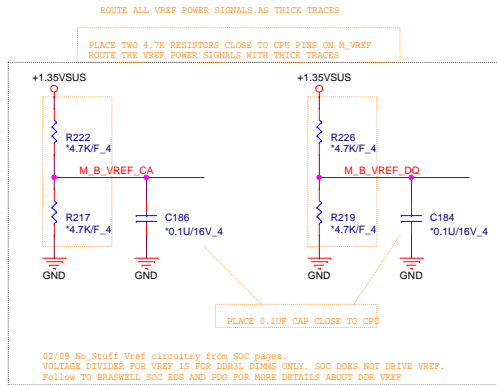 ROUTE ALL VREF POWER SIGNALS AS THICK TRACES
PLACE TWO 4.7K RESISTORS CLOSE TO CPU PINS ON M_VREF
ROUTE THE VREF POWER SIGNALS WITH THICK TRACES
+1.35VSUS
+1.35VSUS
R222
*4.7K/F_4
R226
*4.7K/F_4
M_B_VREF_CA
M_B_VREF_DQ
R217
*4.7K/F_4
C186
*0.1U/16V_4
R219
*4.7K/F_4
C184
*0.1U/16V_4
GND
GND
GND
GND
PLACE 0.1UF CAP CLOSE TO CPU
02/09 No_Stuff Vref circuitry from SOC pages.
VOLTAGE DIVIDER FOR VREF IS FOR DDR3L DIMMS ONLY. SOC DOES NOT DRIVE VREF.
Follow TO BRASWELL SOC EDS AND PDG FOR MORE DETAILS ABOUT DDR VREF